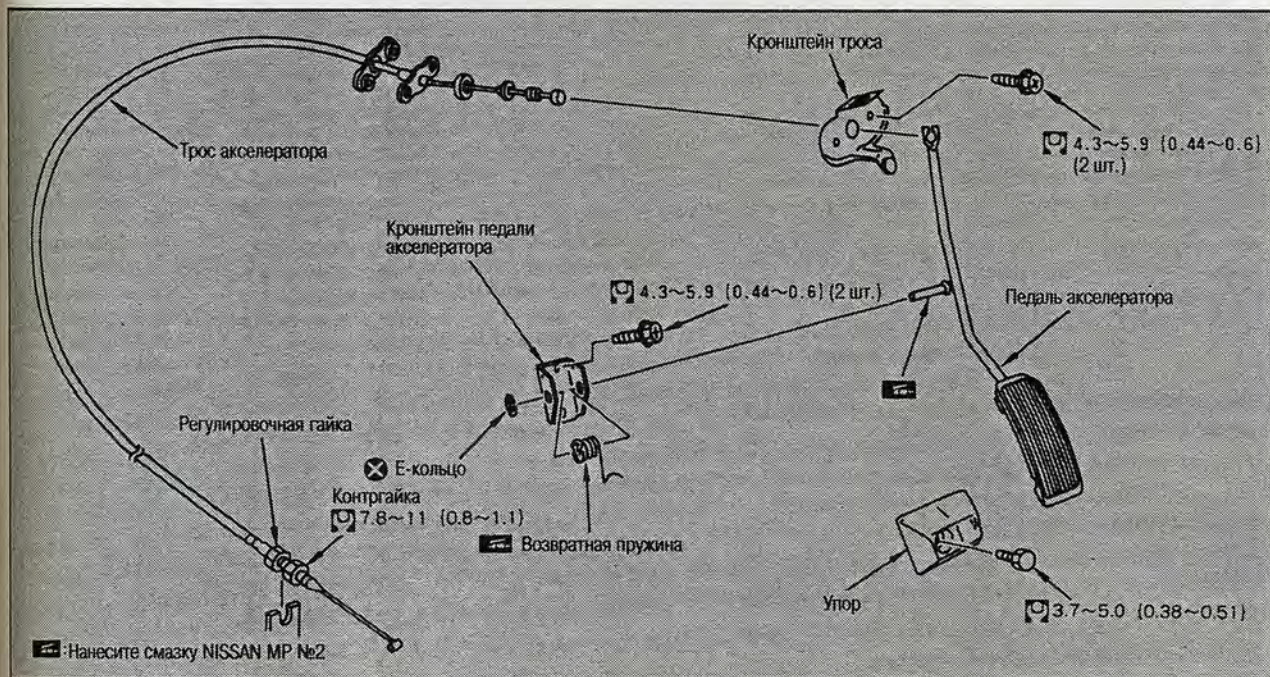 Кронштейн троса
4.3~5.9 {0.44~0.6}
(2 шт.)
Трос акселератора
Кронштейн педали
акселератора
4.3~5.9 {0.44~0.6} (2 шт.)
Педаль акселератора
Регулировочная гайка
Е-кольцо
Контргайка
7.8~11 {0.8~1.1}
Возвратная пружина
Упор
3.7~5.0 {0.38~0.51}
:Нанесите смазку NISSAN MP №2